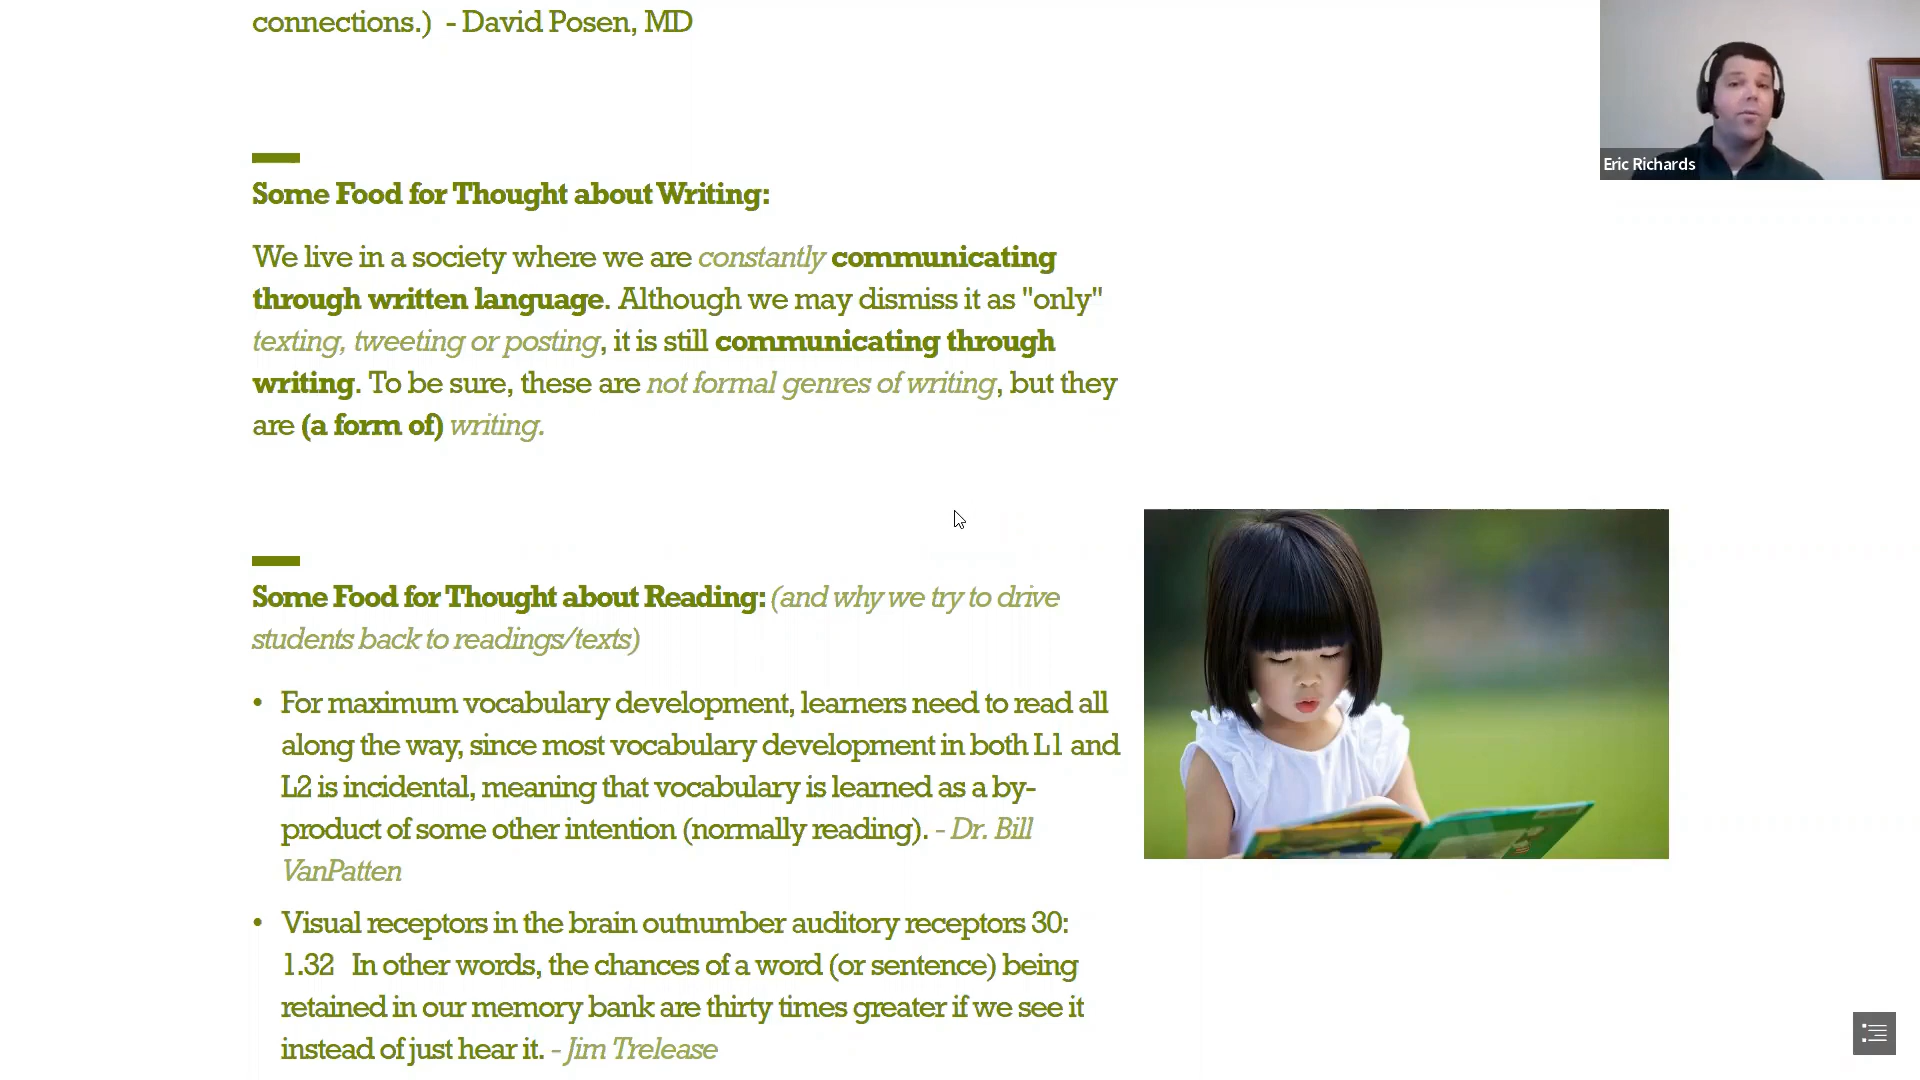 connections.) - David Posen, MD
Eric Richards
Some Food for Thought about Writing:
We live in a society where we are constantly communicating
through written language. Although we may dismiss it as "only"
texting, tweeting or posting, it is still communicating through
writing. To be sure, these are not formal genres of writing, but they
are (a form of) writing.
Some Food for Thought about Reading: (and why we try to drive
students back to readings/texts)
• For maximum vocabulary development, learners need to read all
along the way, since most vocabulary development in both L1 and
L2 is incidental, meaning that vocabulary is learned as a by-
product of some other intention (normally reading). - Dr. Bill
VanPatten
• Visual receptors in the brain outnumber auditory receptors 30:
1.32 In other words, the chances of a word (or sentence) being
retained in our memory bank are thirty times greater if we see it
instead of just hear it. - Jim Trelease